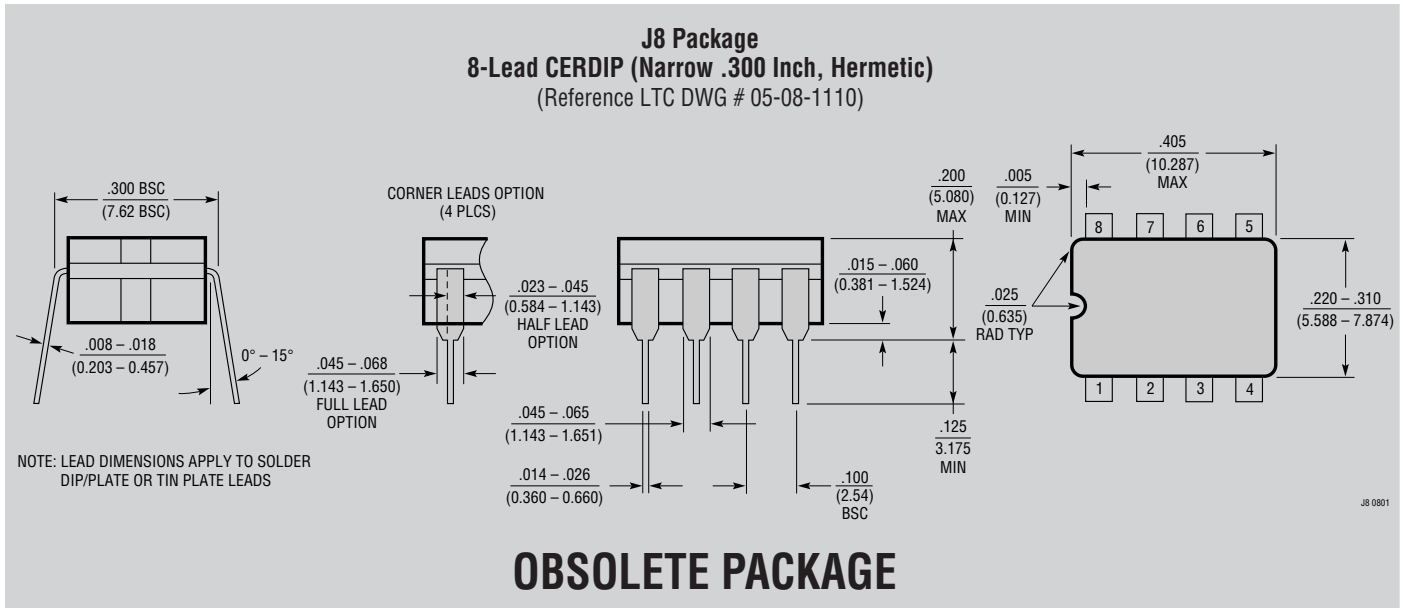 J8 Package
8-Lead CERDIP (Narrow .300 Inch, Hermetic)
(Reference LTC DWG # 05-08-1110)
.300 BSC
(7.62 BSC)
.008 – .018
(0.203 – 0.457)
0° – 15°
NOTE: LEAD DIMENSIONS APPLY TO SOLDER
DIP/PLATE OR TIN PLATE LEADS
CORNER LEADS OPTION
(4 PLCS)
.023 – .045
(0.584 – 1.143)
HALF LEAD
OPTION
.045 – .068
(1.143 – 1.650)
FULL LEAD
OPTION
.200
(5.080)
MAX
.015 – .060
(0.381 – 1.524)
.045 – .065
(1.143 – 1.651)
.014 – .026
(0.360 – 0.660)
.100
(2.54)
BSC
.125
3.175
MIN
.005
(0.127)
MIN
.405
(10.287)
MAX
8 7 6 5
.025
(0.635)
RAD TYP
.220 – .310
(5.588 – 7.874)
1 2 3 4
J8 0801
OBSOLETE PACKAGE